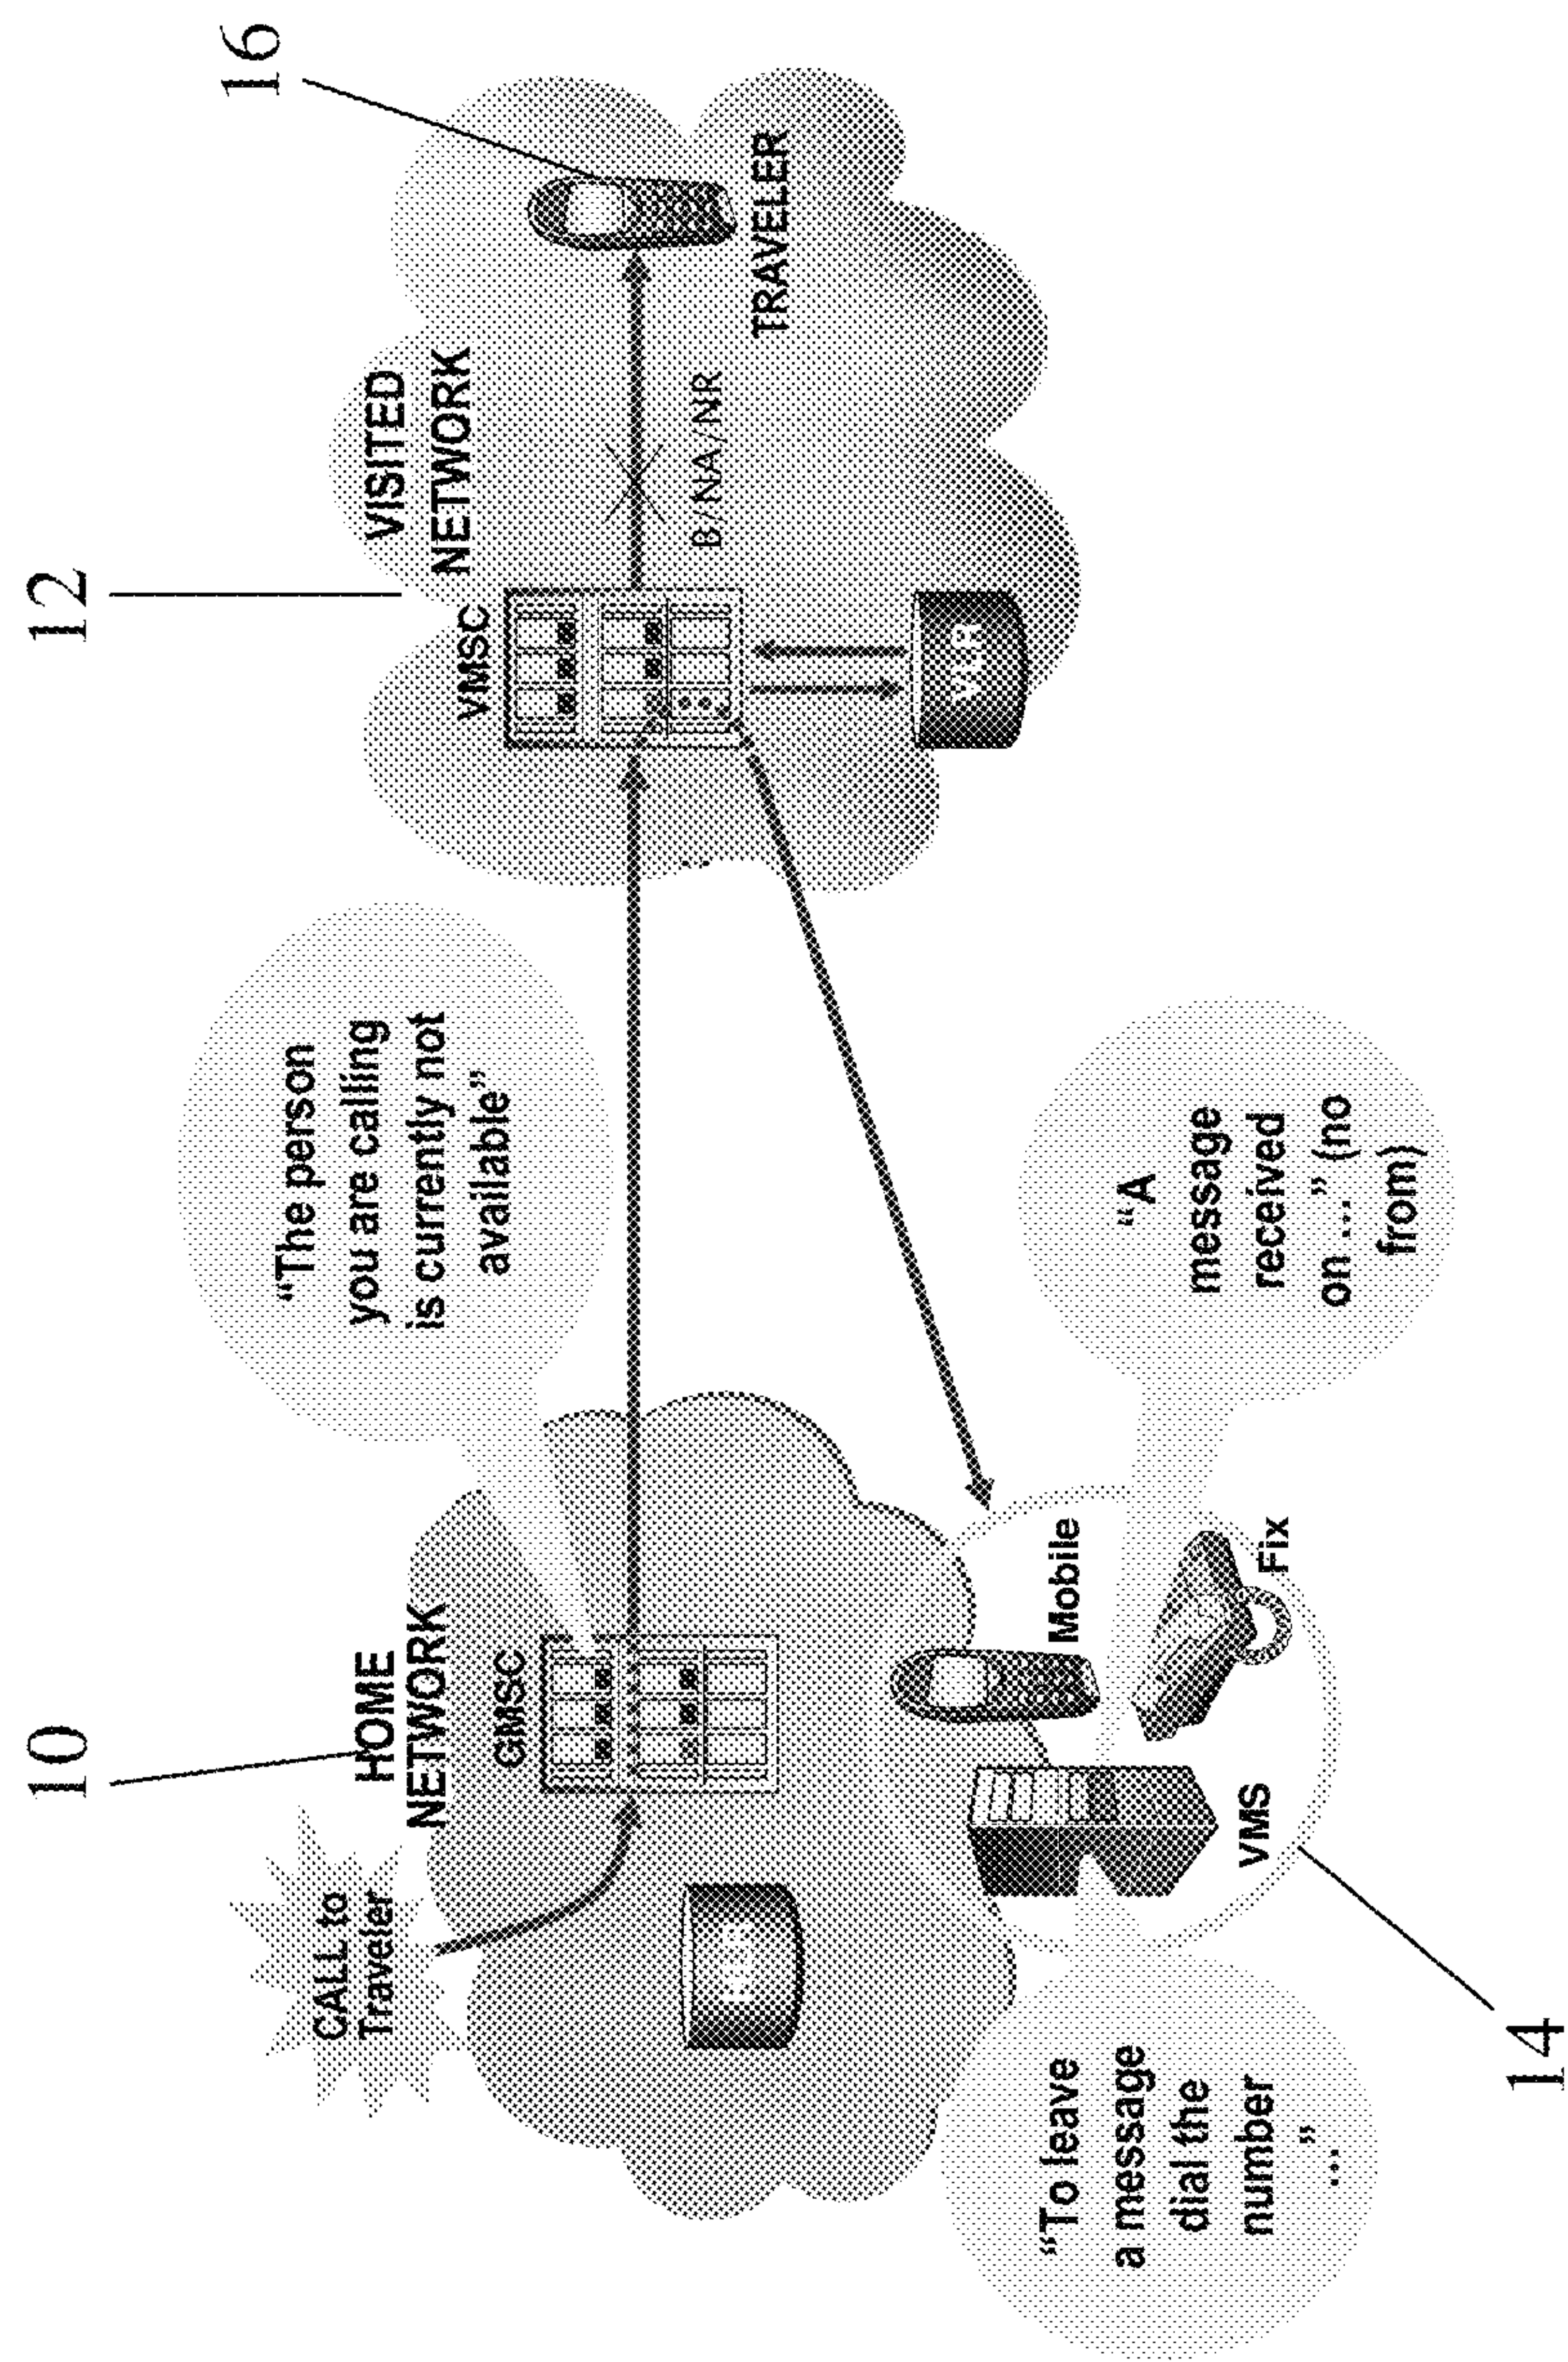 10
12
16
CALL to
Traveler
HOME
NETWORK
GMSC
HLR
"The person
you are calling
is currently not
available"
VISITED
NETWORK
VMSC
B/NA/NR
TRAVELER
VLR
"To leave
a message
dial the
number
..."
VMS
Mobile
Fix
"A
message
received
on ..." (no
from)
14